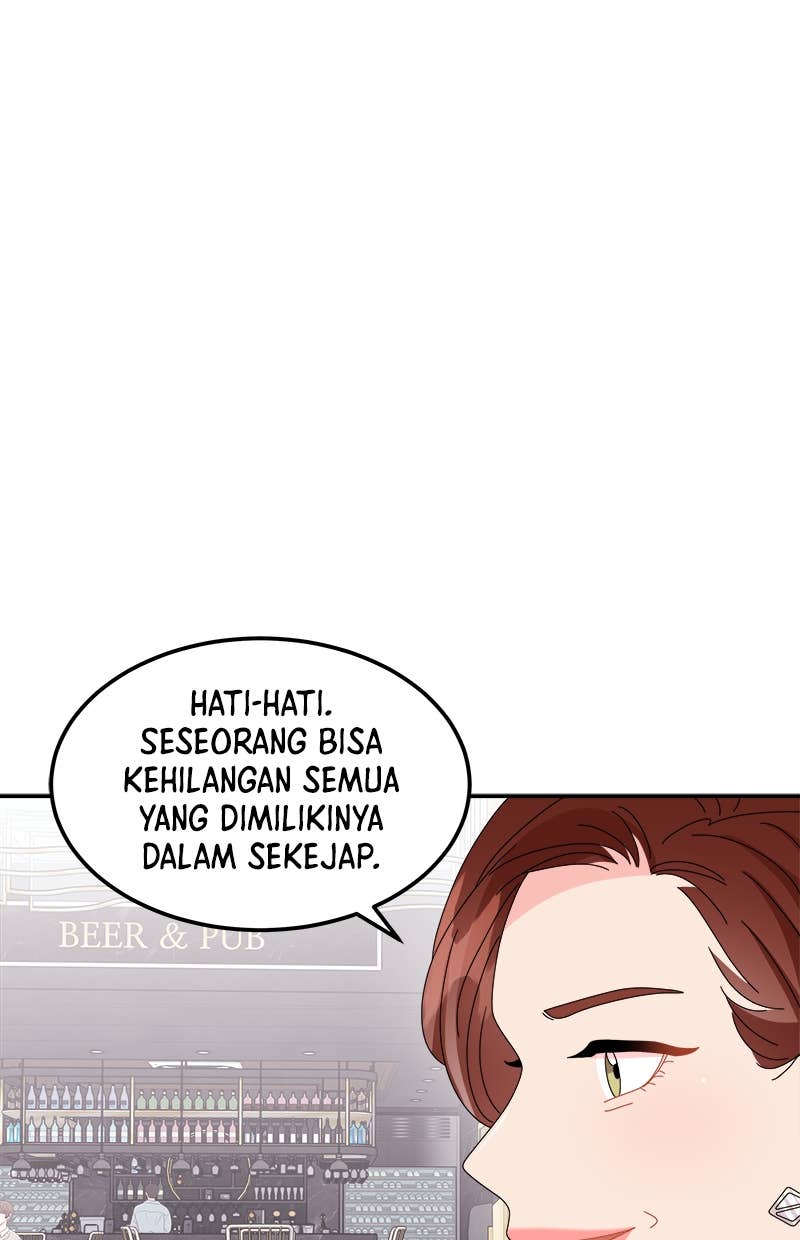 HATI-HATI.
SESEORANG BISA
KEHILANGAN SEMUA
YANG DIMILIKINYA
DALAM SEKEJAP.
BEER & PUB